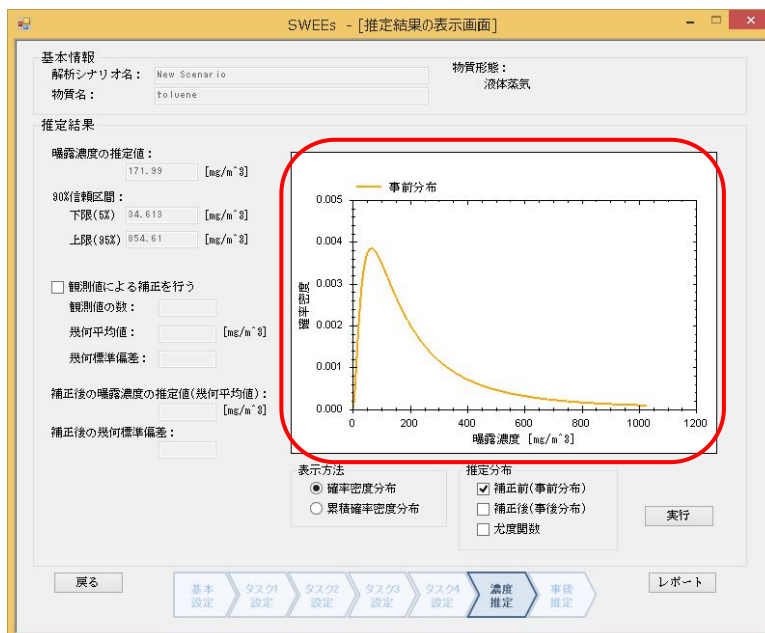 SWEEs - [推定結果の表示画面]
基本情報
解析シナリオ名： New Scenario
物質名： toluene
物質形態：
液体蒸気
推定結果
曝露濃度の推定値：
171.99 [mg/m^3]
90%信頼区間：
下限(5%) 34.613 [mg/m^3]
上限(95%) 854.61 [mg/m^3]
観測値による補正を行う
観測値の数：
幾何平均値： [mg/m^3]
幾何標準偏差：
補正後の曝露濃度の推定値(幾何平均値)：
[mg/m^3]
補正後の幾何標準偏差：
事前分布
0.005
0.004
0.003
0.002
0.001
0.000
確率密度
0 200 400 600 800 1000 1200
曝露濃度 [mg/m^3]
表示方法
確率密度分布
累積確率密度分布
推定分布
補正前(事前分布)
補正後(事後分布)
尤度関数
実行
戻る
基本設定
タスク1設定
タスク2設定
タスク3設定
タスク4設定
濃度推定
事後推定
レポート